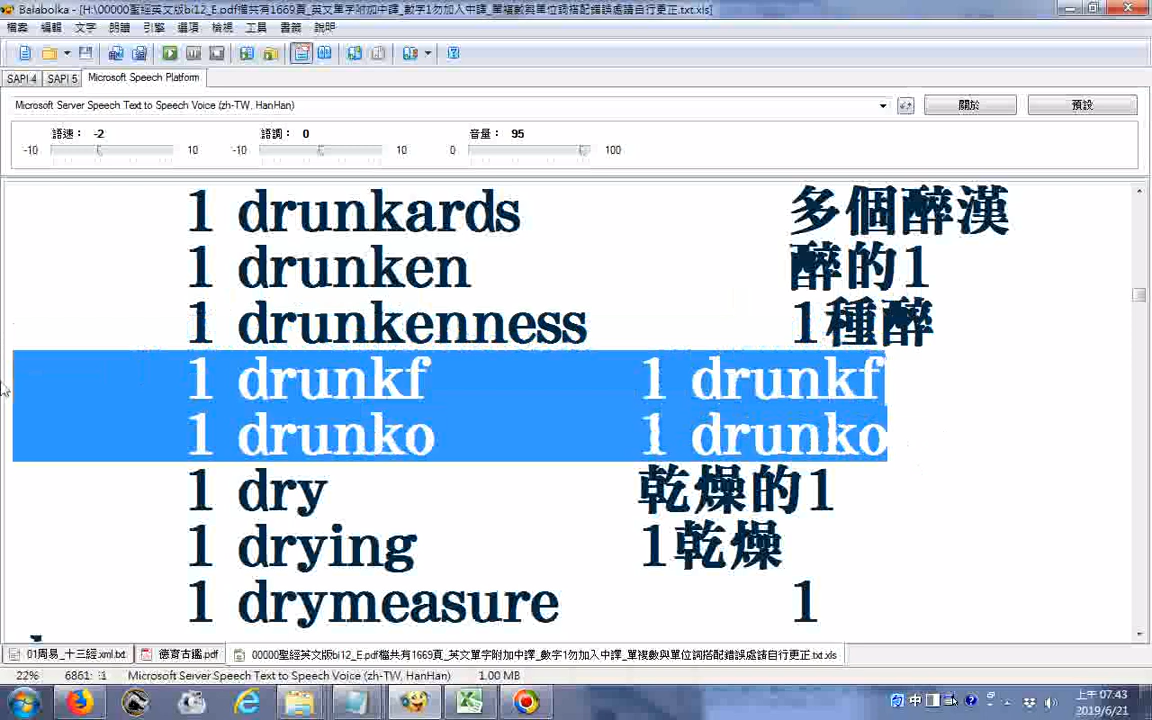 Balabolka - [H:\00000聖經英文版bi12_E.pdf檔共有1669頁_英文單字附加中譯_數字1勿加入中譯_單複數與單位詞搭配錯誤處請自行更正.txt.xls]
檔案 編輯 文字 朗讀 引擎 選項 檢視 工具 書籤 說明
SAPI 4 SAPI 5 Microsoft Speech Platform
Microsoft Server Speech Text to Speech Voice (zh-TW, HanHan) 關於 預設
語速： -2 語調： 0 音量： 95
-10 10 -10 10 0 100
1 drunkards 多個醉漢
1 drunken 醉的1
1 drunkenness 1種醉
1 drunkf 1 drunkf
1 drunko 1 drunko
1 dry 乾燥的1
1 drying 1乾燥
1 drymeasure 1
01周易_十三經.xml.txt 德育古鑑.pdf 00000聖經英文版bi12_E.pdf檔共有1669頁_英文單字附加中譯_數字1勿加入中譯_單複數與單位詞搭配錯誤處請自行更正.txt.xls
22% 6861: :1 Microsoft Server Speech Text to Speech Voice (zh-TW, HanHan) 1.00 MB
中 上午 07:43
2019/6/21